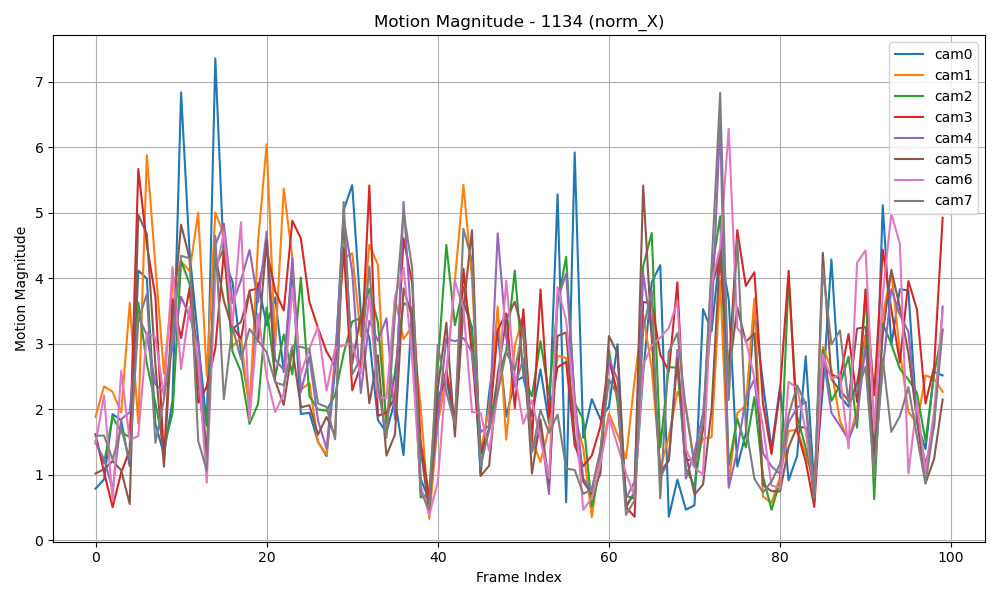 Motion Magnitude - 1134 (norm_X)
Motion Magnitude
7
6
5
4
3
2
1
0
0 20 40 60 80 100
Frame Index
cam0
cam1
cam2
cam3
cam4
cam5
cam6
cam7